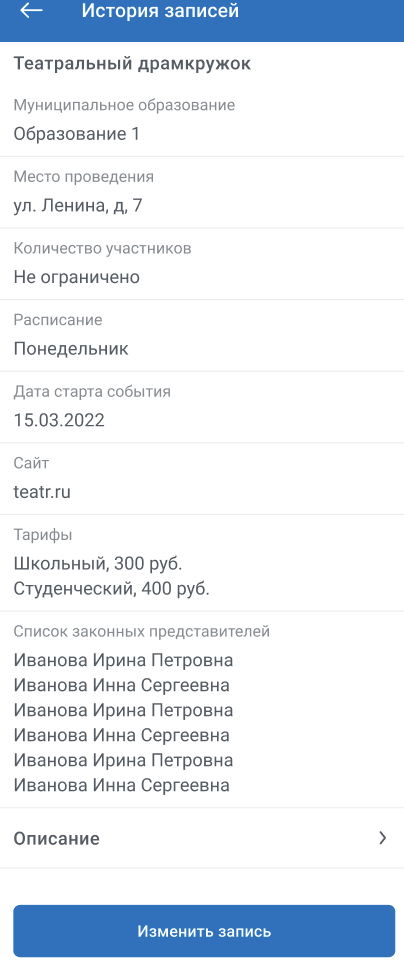 История записей
Театральный драмкружок
Муниципальное образование
Образование 1
Место проведения
ул. Ленина, д, 7
Количество участников
Не ограничено
Расписание
Понедельник
Дата старта события
15.03.2022
Сайт
teatr.ru
Тарифы
Школьный, 300 руб.
Студенческий, 400 руб.
Список законных представителей
Иванова Ирина Петровна
Иванова Инна Сергеевна
Иванова Ирина Петровна
Иванова Инна Сергеевна
Иванова Ирина Петровна
Иванова Инна Сергеевна
Описание
Изменить запись